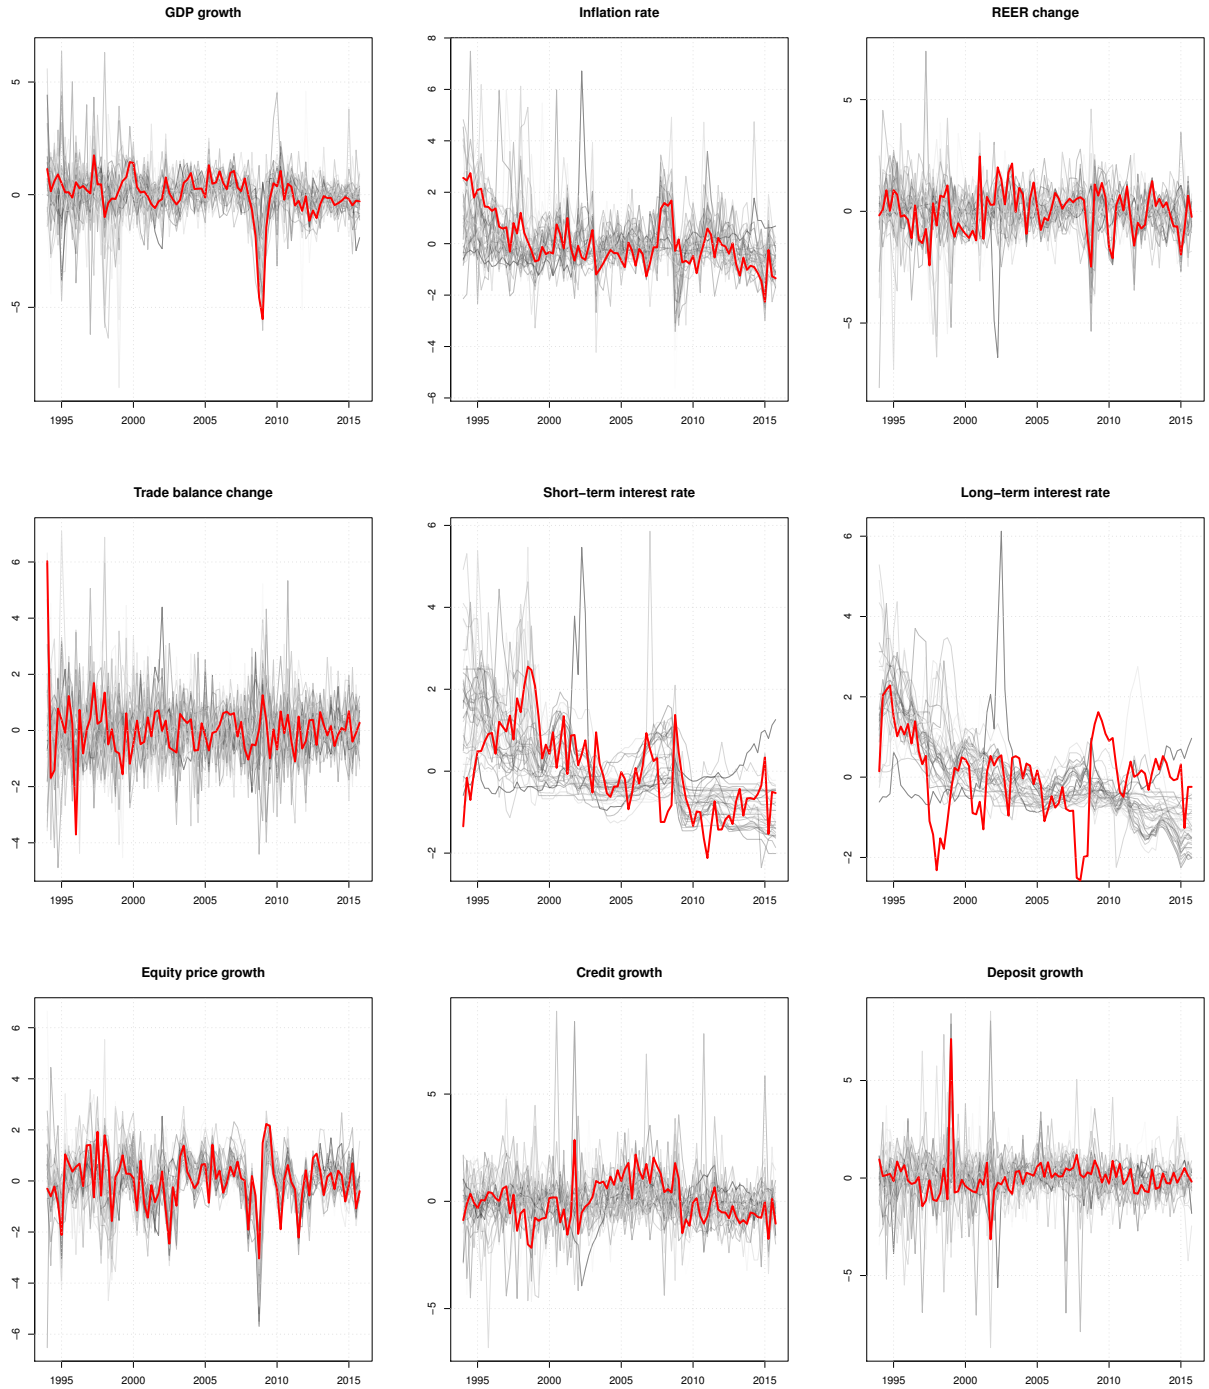 GDP growth
5
0
−5
1995 2000 2005 2010 2015
Inflation rate
8
6
4
2
0
−2
−4
−6
1995 2000 2005 2010 2015
REER change
5
0
−5
1995 2000 2005 2010 2015
Trade balance change
6
4
2
0
−2
−4
1995 2000 2005 2010 2015
Short−term interest rate
6
4
2
0
−2
1995 2000 2005 2010 2015
Long−term interest rate
6
4
2
0
−2
1995 2000 2005 2010 2015
Equity price growth
6
4
2
0
−2
−4
−6
1995 2000 2005 2010 2015
Credit growth
5
0
−5
1995 2000 2005 2010 2015
Deposit growth
5
0
−5
1995 2000 2005 2010 2015